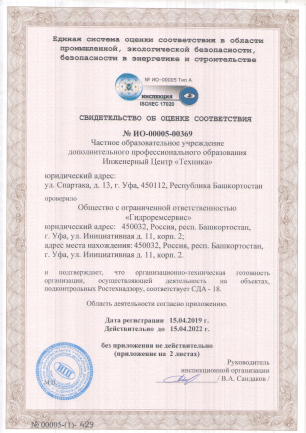 Единая система оценки соответствия в области
промышленной, экологической безопасности,
безопасности в энергетике и строительстве
№ ИО-00005 Тип А
ИНСПЕКЦИЯ
ISO/IEC 17020
СВИДЕТЕЛЬСТВО ОБ ОЦЕНКЕ СООТВЕТСТВИЯ
№ ИО-00005-00369
Частное образовательное учреждение
дополнительного профессионального образования
Инженерный Центр «Техника»
юридический адрес:
ул. Спартака, д. 13, г. Уфа, 450112, Республика Башкортостан
проверило
Общество с ограниченной ответственностью
«Гидроремсервис»
юридический адрес: 450032, Россия, респ. Башкортостан,
г. Уфа, ул. Инициативная д. 11, корп. 2;
адрес места нахождения: 450032, Россия, респ. Башкортостан,
г. Уфа, ул. Инициативная д. 11, корп. 2.
и подтверждает, что организационно-техническая готовность
организации, осуществляющей деятельность на объектах,
подконтрольных Ростехнадзору, соответствует СДА - 18.
Область деятельности согласно приложению.
Дата регистрации 15.04.2019 г.
Действительно до 15.04.2022 г.
без приложения не действительно
(приложение на 2 листах)
Руководитель
инспекционной организации
/ В.А. Сандаков /
М.П.
№ 00005-(1)- 429